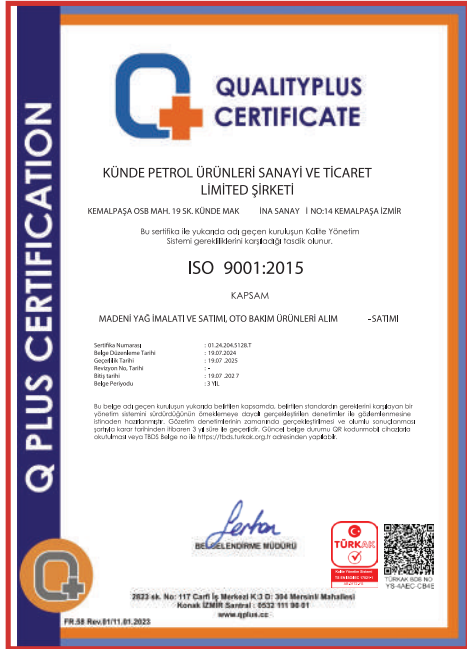 Q PLUS CERTIFICATION
QUALITYPLUS
CERTIFICATE
KÜNDE PETROL ÜRÜNLERİ SANAYİ VE TİCARET
LİMİTED ŞİRKETİ
KEMALPAŞA OSB MAH. 19 SK. KÜNDE MAK İNA SANAY İ NO:14 KEMALPAŞA İZMİR
Bu sertifika ile yukarıda adı geçen kuruluşun Kalite Yönetim
Sistemi gerekliliklerini karşıladığı tasdik olunur.
ISO 9001:2015
KAPSAM
MADENİ YAĞ İMALATI VE SATIMI, OTO BAKIM ÜRÜNLERİ ALIM -SATIMI
Sertifika Numarası : 01.24.204.5128.T
Belge Düzenleme Tarihi : 19.07.2024
Geçerlilik Tarihi : 19.07 .2025
Revizyon No, Tarihi : -
Bitiş tarihi : 19.07 .202 7
Belge Periyodu : 3 YIL
Bu belge adı geçen kuruluşun yukarıda belirtilen kapsamda, belirtilen standardın gereklerini karşılayan bir
yönetim sistemini sürdürdüğünün örneklemeye dayalı gerçekleştirilen denetimler ile gözlemlenmesine
istinaden hazırlanmıştır. Gözetim denetimlerinin zamanında gerçekleştirilmesi ve olumlu sonuçlanması
şartıyla karar tarihinden itibaren 3 yıl süre ile geçerlidir. Güncel belge durumu QR kodunmobil cihazlarla
okutulması veya TBDS Belge no ile https://tbds.turkak.org.tr adresinden yapılabilir.
BELGELENDİRME MÜDÜRÜ
TÜRKAK
TÜRKAK BDS NO
YS-4AEC-CB4E
2823 sk. No: 117 Carfi İş Merkezi K:3 D: 304 Mersinli Mahallesi
Konak İZMİR Santral : 0532 111 90 01
www.qplus.cc
FR.58 Rev.01/11.01.2023